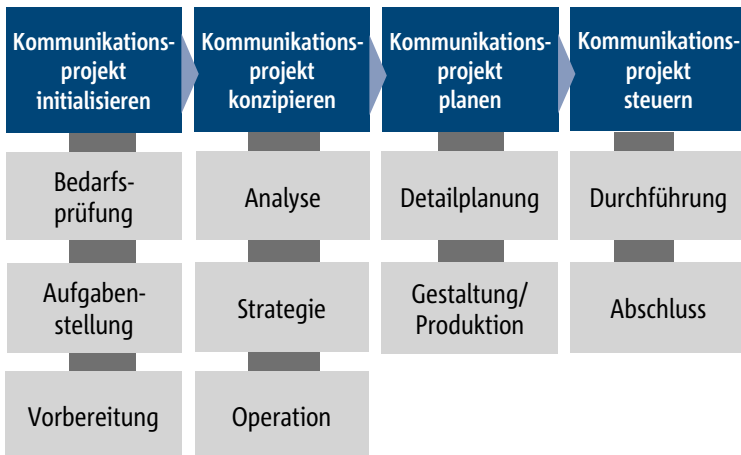 Kommunikations-
projekt
initialisieren
Kommunikations-
projekt
konzipieren
Kommunikations-
projekt
planen
Kommunikations-
projekt
steuern
Bedarfs-
prüfung
Analyse
Detailplanung
Durchführung
Aufgaben-
stellung
Strategie
Gestaltung/
Produktion
Abschluss
Vorbereitung
Operation